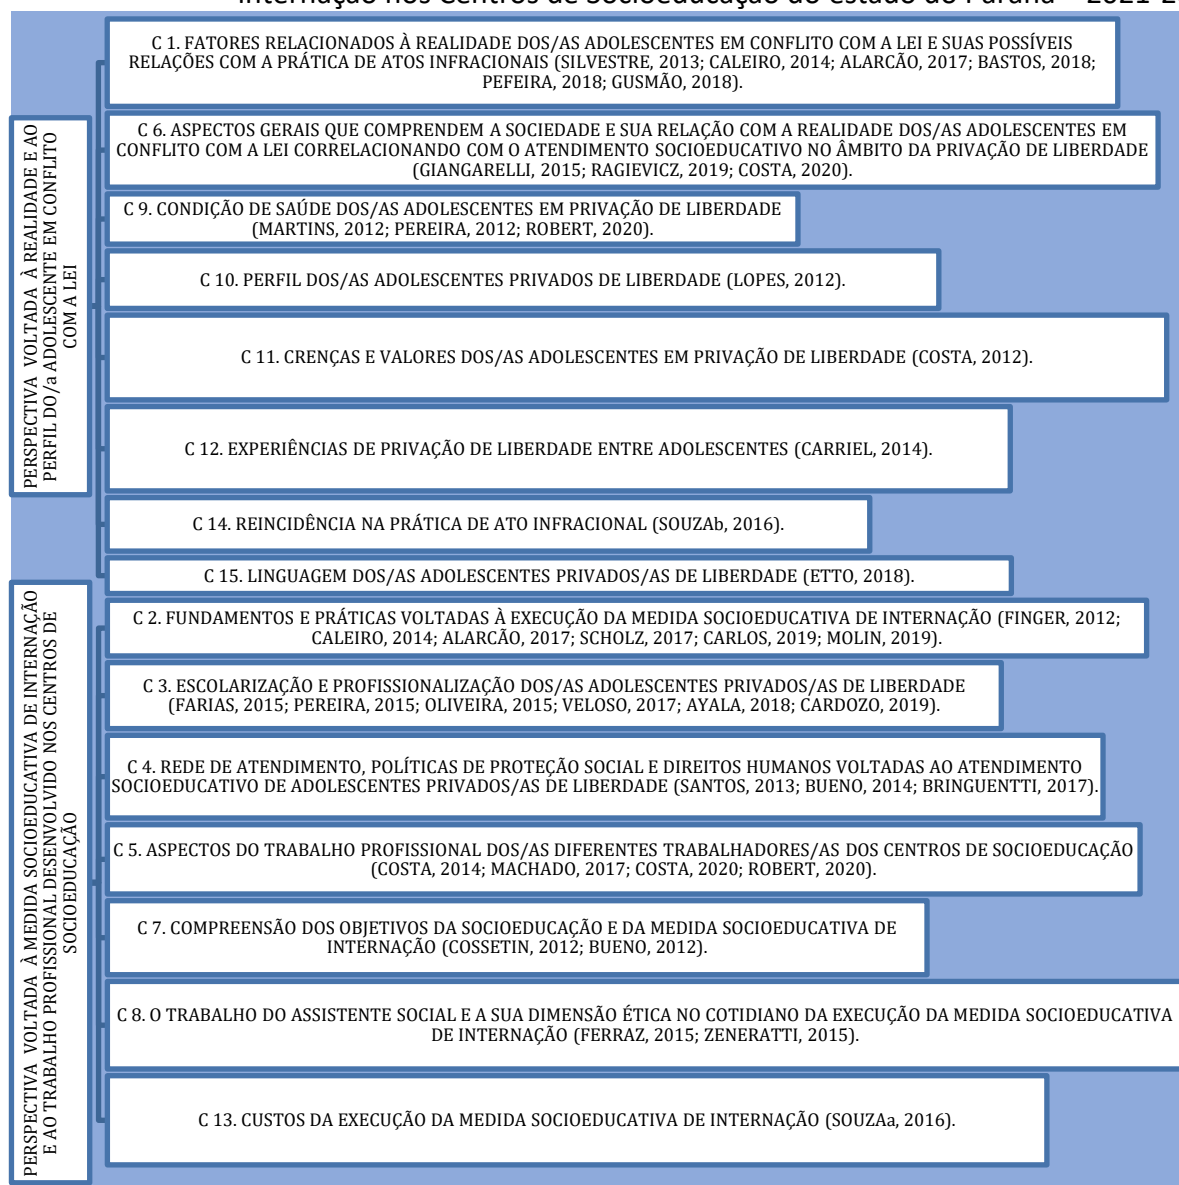 internação nos Centros de Socioeducação do estado do Paraná – 2021-2
PERSPECTIVA VOLTADA À REALIDADE E AO
PERFIL DO/a ADOLESCENTE EM CONFLITO
COM A LEI
C 1. FATORES RELACIONADOS À REALIDADE DOS/AS ADOLESCENTES EM CONFLITO COM A LEI E SUAS POSSÍVEIS
RELAÇÕES COM A PRÁTICA DE ATOS INFRACIONAIS (SILVESTRE, 2013; CALEIRO, 2014; ALARCÃO, 2017; BASTOS, 2018;
PEFEIRA, 2018; GUSMÃO, 2018).
C 6. ASPECTOS GERAIS QUE COMPREENDEM A SOCIEDADE E SUA RELAÇÃO COM A REALIDADE DOS/AS ADOLESCENTES EM
CONFLITO COM A LEI CORRELACIONANDO COM O ATENDIMENTO SOCIOEDUCATIVO NO ÂMBITO DA PRIVAÇÃO DE LIBERDADE
(GIANGARELLI, 2015; RAGIEVICZ, 2019; COSTA, 2020).
C 9. CONDIÇÃO DE SAÚDE DOS/AS ADOLESCENTES EM PRIVAÇÃO DE LIBERDADE
(MARTINS, 2012; PEREIRA, 2012; ROBERT, 2020).
C 10. PERFIL DOS/AS ADOLESCENTES PRIVADOS DE LIBERDADE (LOPES, 2012).
C 11. CRENÇAS E VALORES DOS/AS ADOLESCENTES EM PRIVAÇÃO DE LIBERDADE (COSTA, 2012).
C 12. EXPERIÊNCIAS DE PRIVAÇÃO DE LIBERDADE ENTRE ADOLESCENTES (CARRIEL, 2014).
C 14. REINCIDÊNCIA NA PRÁTICA DE ATO INFRACIONAL (SOUZAb, 2016).
C 15. LINGUAGEM DOS/AS ADOLESCENTES PRIVADOS/AS DE LIBERDADE (ETTO, 2018).
PERSPECTIVA VOLTADA À MEDIDA SOCIOEDUCATIVA DE INTERNAÇÃO
E AO TRABALHO PROFISSIONAL DESENVOLVIDO NOS CENTROS DE
SOCIOEDUCAÇÃO
C 2. FUNDAMENTOS E PRÁTICAS VOLTADAS À EXECUÇÃO DA MEDIDA SOCIOEDUCATIVA DE INTERNAÇÃO (FINGER, 2012;
CALEIRO, 2014; ALARCÃO, 2017; SCHOLZ, 2017; CARLOS, 2019; MOLIN, 2019).
C 3. ESCOLARIZAÇÃO E PROFISSIONALIZAÇÃO DOS/AS ADOLESCENTES PRIVADOS/AS DE LIBERDADE
(FARIAS, 2015; PEREIRA, 2015; OLIVEIRA, 2015; VELOSO, 2017; AYALA, 2018; CARDOZO, 2019).
C 4. REDE DE ATENDIMENTO, POLÍTICAS DE PROTEÇÃO SOCIAL E DIREITOS HUMANOS VOLTADAS AO ATENDIMENTO
SOCIOEDUCATIVO DE ADOLESCENTES PRIVADOS/AS DE LIBERDADE (SANTOS, 2013; BUENO, 2014; BRINGUENTTI, 2017).
C 5. ASPECTOS DO TRABALHO PROFISSIONAL DOS/AS DIFERENTES TRABALHADORES/AS DOS CENTROS DE SOCIOEDUCAÇÃO
(COSTA, 2014; MACHADO, 2017; COSTA, 2020; ROBERT, 2020).
C 7. COMPREENSÃO DOS OBJETIVOS DA SOCIOEDUCAÇÃO E DA MEDIDA SOCIOEDUCATIVA DE
INTERNAÇÃO (COSSETIN, 2012; BUENO, 2012).
C 8. O TRABALHO DO ASSISTENTE SOCIAL E A SUA DIMENSÃO ÉTICA NO COTIDIANO DA EXECUÇÃO DA MEDIDA SOCIOEDUCATIVA
DE INTERNAÇÃO (FERRAZ, 2015; ZENERATTI, 2015).
C 13. CUSTOS DA EXECUÇÃO DA MEDIDA SOCIOEDUCATIVA DE INTERNAÇÃO (SOUZAa, 2016).